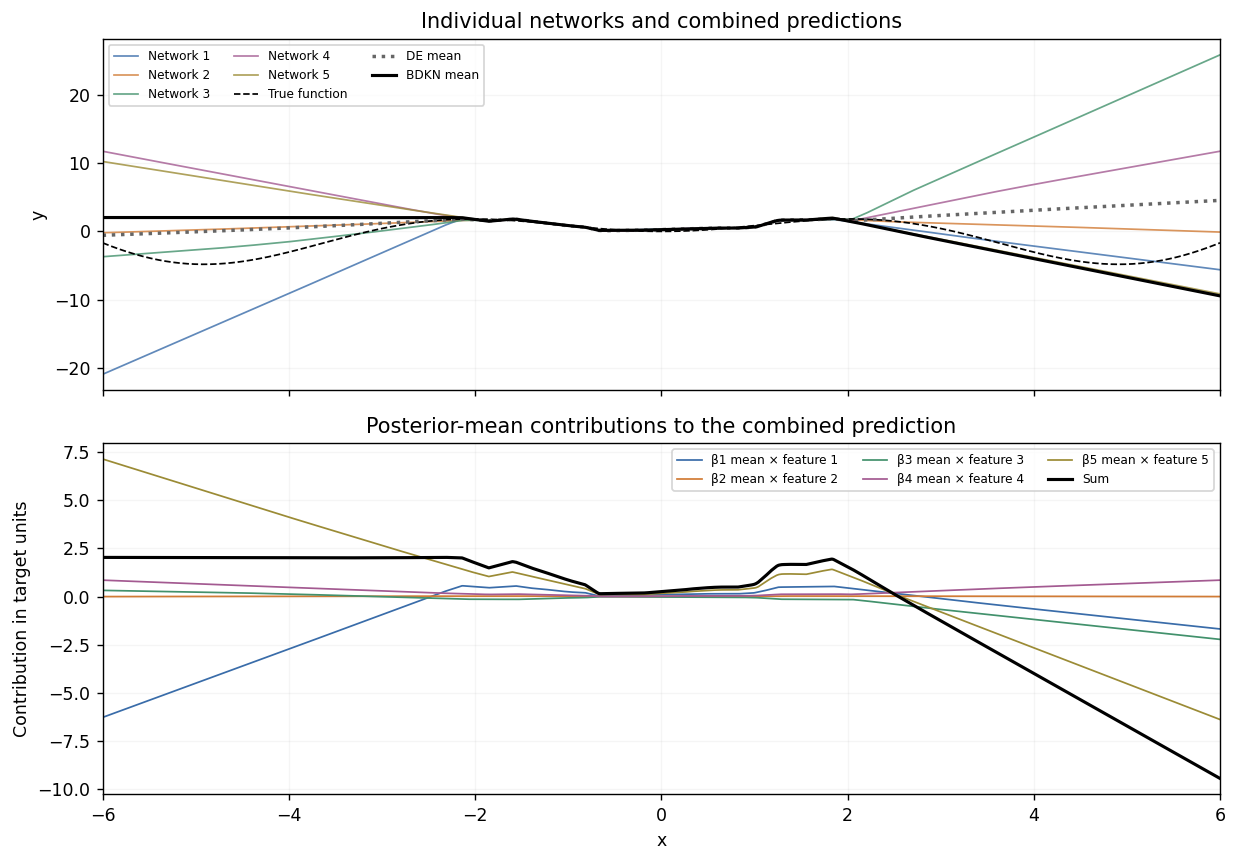 Individual networks and combined predictions
Network 1
Network 2
Network 3
Network 4
Network 5
True function
DE mean
BDKN mean
y
20
10
0
−10
−20
Posterior-mean contributions to the combined prediction
β1 mean × feature 1
β2 mean × feature 2
β3 mean × feature 3
β4 mean × feature 4
β5 mean × feature 5
Sum
Contribution in target units
7.5
5.0
2.5
0.0
−2.5
−5.0
−7.5
−10.0
−6 −4 −2 0 2 4 6
x